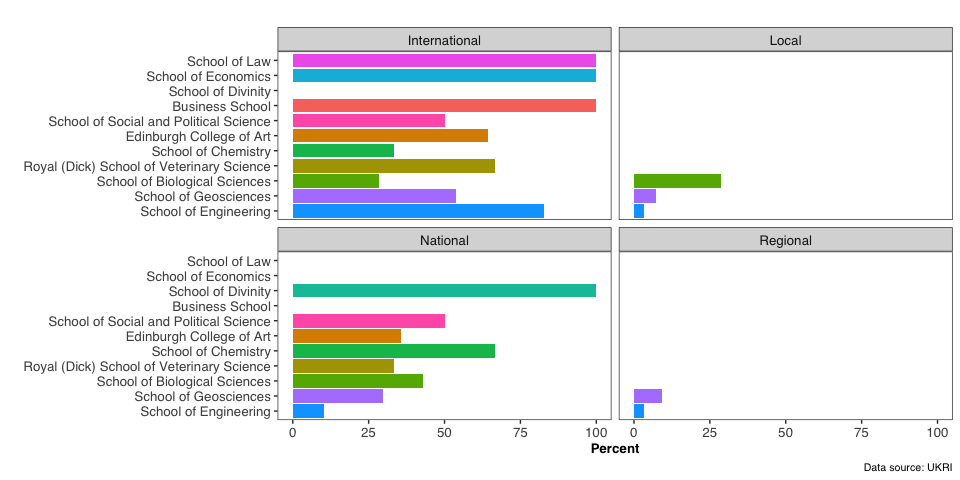 International
Local
School of Law
School of Economics
School of Divinity
Business School
School of Social and Political Science
Edinburgh College of Art
School of Chemistry
Royal (Dick) School of Veterinary Science
School of Biological Sciences
School of Geosciences
School of Engineering
National
Regional
School of Law
School of Economics
School of Divinity
Business School
School of Social and Political Science
Edinburgh College of Art
School of Chemistry
Royal (Dick) School of Veterinary Science
School of Biological Sciences
School of Geosciences
School of Engineering
0 25 50 75 100
0 25 50 75 100
Percent
Data source: UKRI